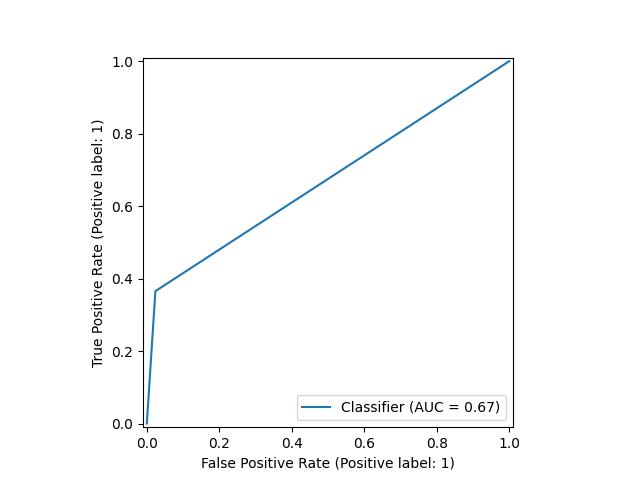 1.0
0.8
0.6
0.4
0.2
0.0
True Positive Rate (Positive label: 1)
Classifier (AUC = 0.67)
0.0 0.2 0.4 0.6 0.8 1.0
False Positive Rate (Positive label: 1)